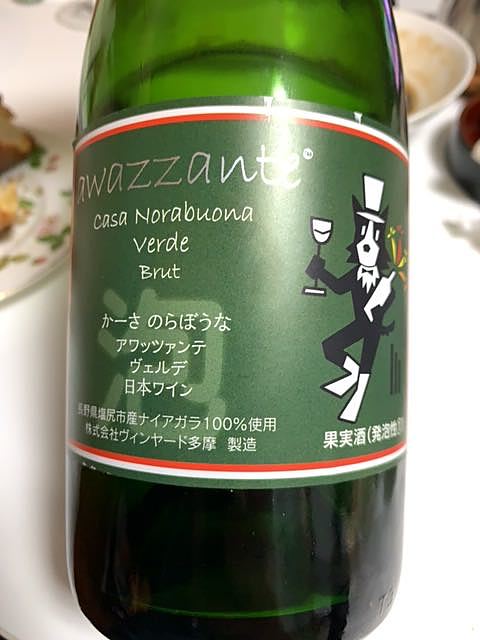 awazzante™
Casa Norabuona
Verde
Brut
泡
かーさ のらぼうな
アワッツァンテ
ヴェルデ
日本ワイン
長野県塩尻市産ナイアガラ100%使用
株式会社ヴィンヤード多摩 製造
果実酒(発泡性